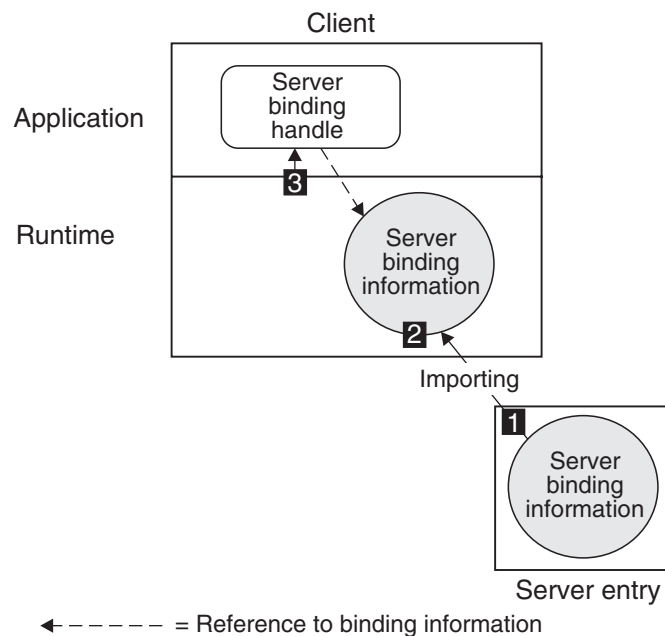 Client
Server
binding
handle
Application
3
Runtime
Server
binding
information
2
Importing
1
Server
binding
information
Server entry
= Reference to binding information